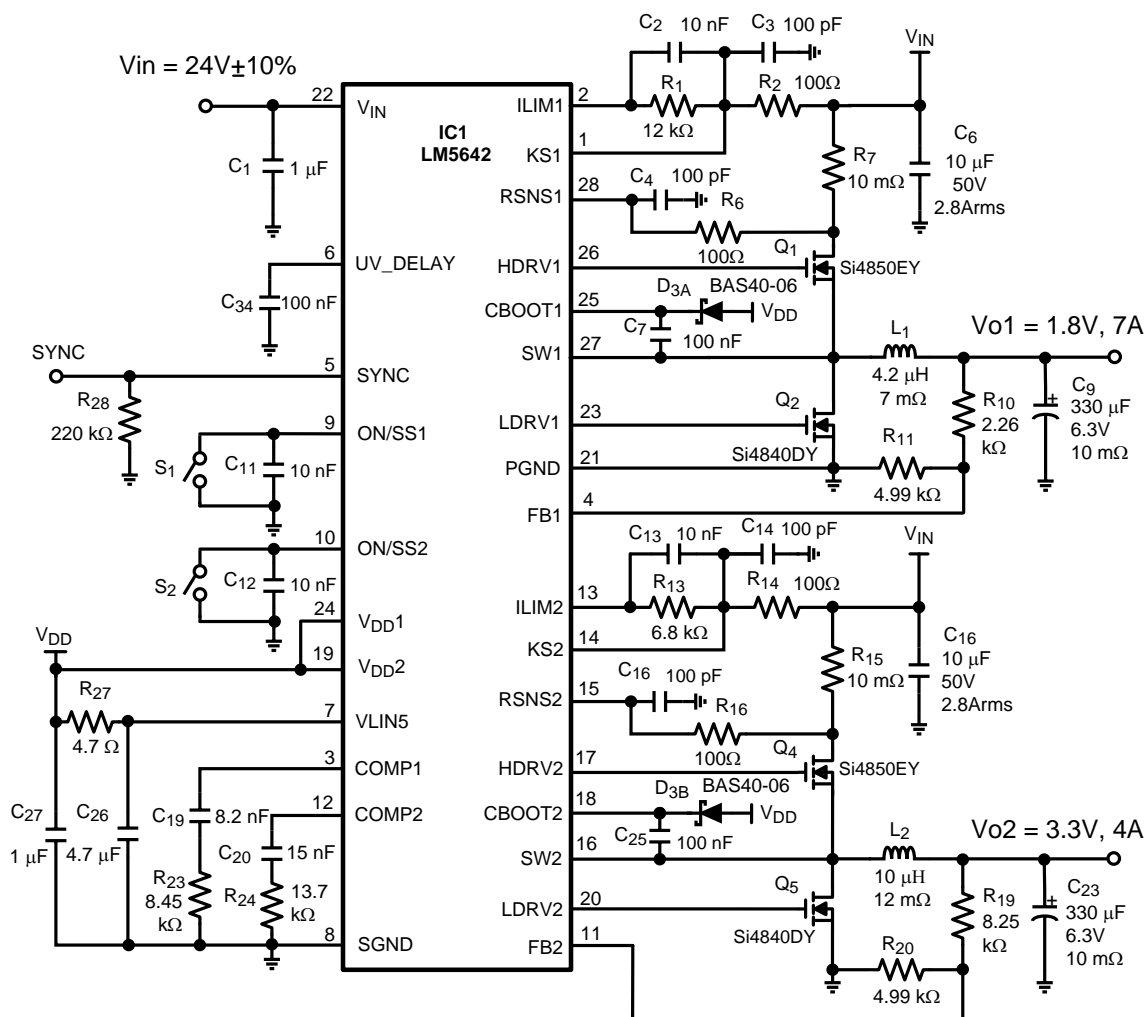 Vin = 24V±10%
C1
1 μF
22
VIN
IC1
LM5642
6
UV_DELAY
C34
100 nF
SYNC
5
SYNC
R28
220 kΩ
9
ON/SS1
S1
C11
10 nF
10
ON/SS2
S2
C12
10 nF
24
VDD1
VDD
19
VDD2
R27
4.7 Ω
7
VLIN5
3
COMP1
12
COMP2
C27
1 μF
C26
4.7 μF
C19
8.2 nF
C20
15 nF
R23
8.45
kΩ
R24
13.7
kΩ
8
SGND
ILIM1
2
C2
10 nF
C3
100 pF
R1
12 kΩ
R2
100Ω
VIN
KS1
1
C6
10 μF
50V
2.8Arms
R7
10 mΩ
RSNS1
28
C4
100 pF
R6
100Ω
HDRV1
26
Q1
Si4850EY
CBOOT1
25
D3A
BAS40-06
VDD
C7
100 nF
SW1
27
L1
4.2 μH
7 mΩ
Vo1 = 1.8V, 7A
LDRV1
23
Q2
Si4840DY
R10
2.26
kΩ
C9
+
330 μF
6.3V
10 mΩ
PGND
21
R11
4.99 kΩ
FB1
4
C13
10 nF
C14
100 pF
VIN
ILIM2
13
R13
6.8 kΩ
R14
100Ω
KS2
14
R15
10 mΩ
C16
10 μF
50V
2.8Arms
RSNS2
15
C16
100 pF
R16
100Ω
HDRV2
17
Q4
Si4850EY
CBOOT2
18
D3B
BAS40-06
VDD
C25
100 nF
SW2
16
L2
10 μH
12 mΩ
Vo2 = 3.3V, 4A
LDRV2
20
Q5
Si4840DY
R19
8.25
kΩ
C23
+
330 μF
6.3V
10 mΩ
FB2
11
R20
4.99 kΩ